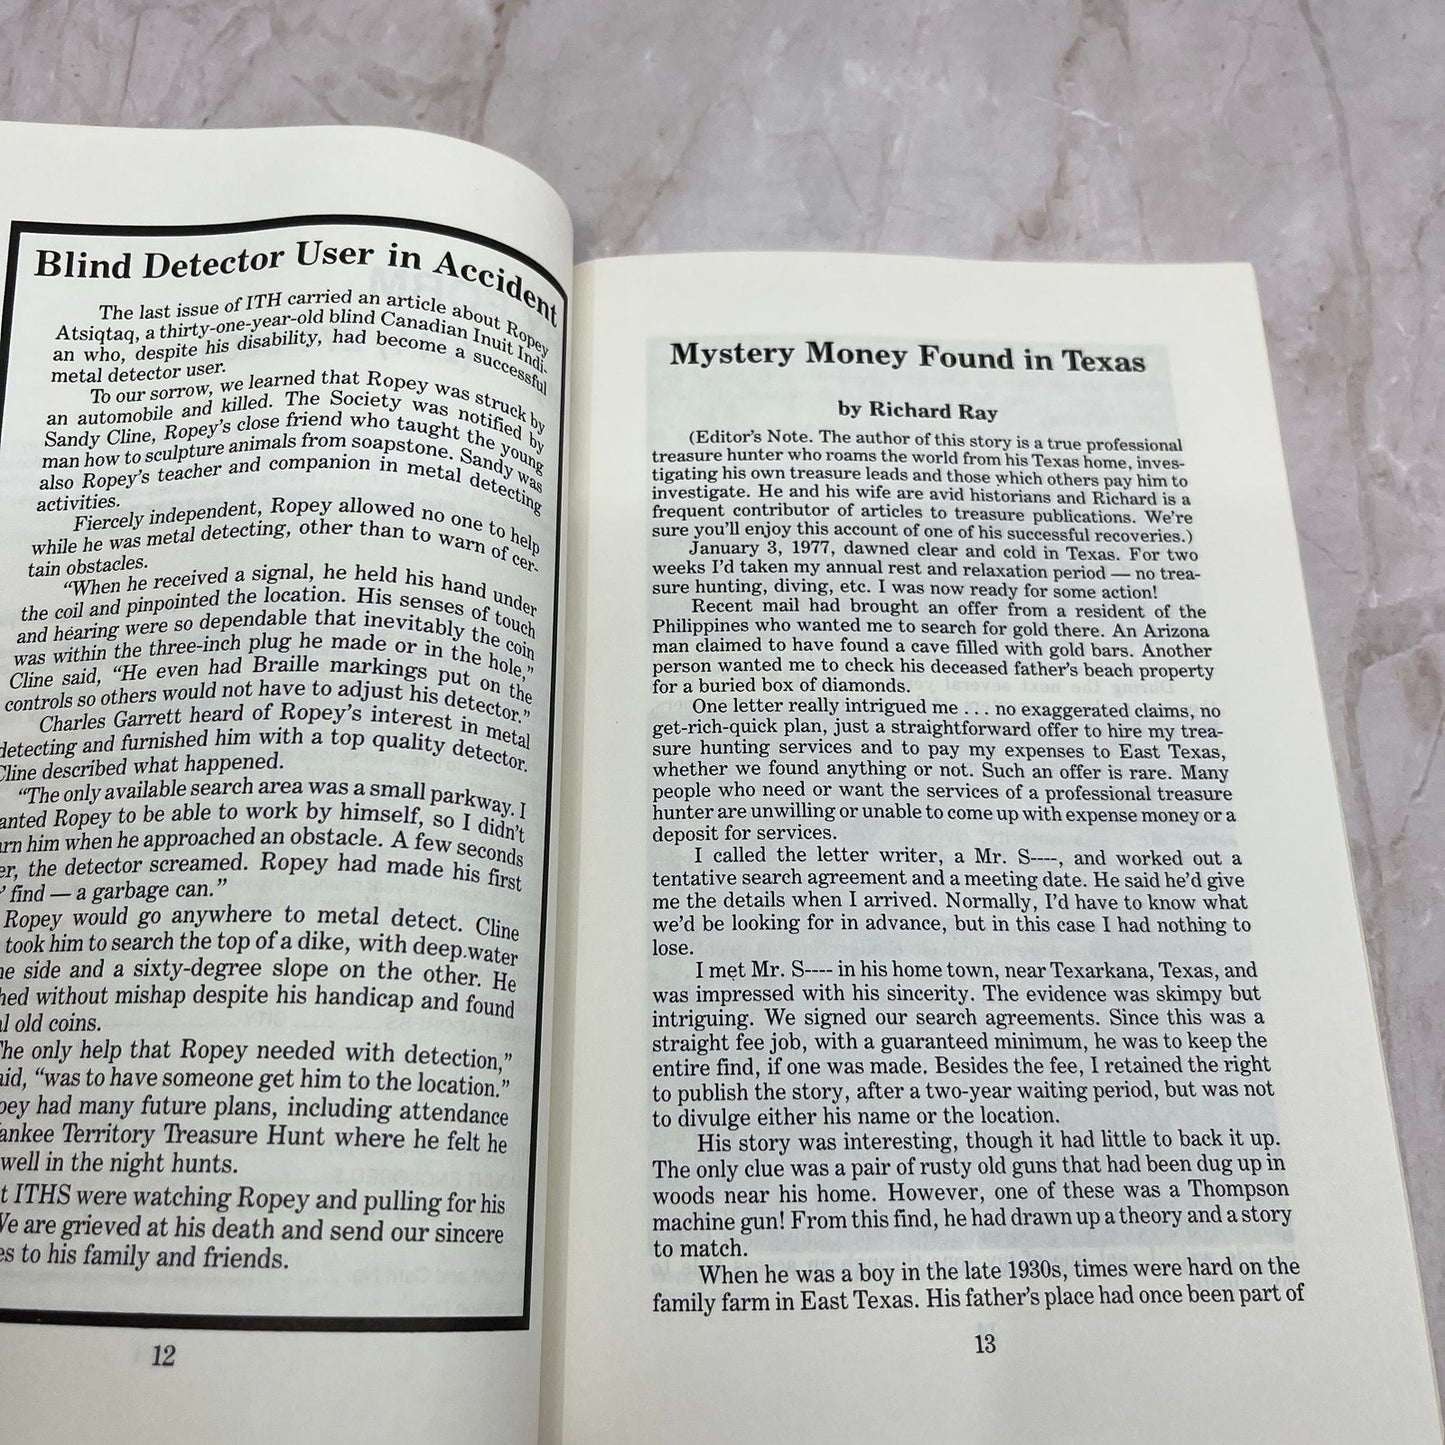 Blind Detector User in Accident
The last issue of ITH carried an article about Ropey
Atsiqtaq, a thirty-one-year-old blind Canadian Inuit Indi-
an who, despite his disability, had become a successful
metal detector user.
To our sorrow, we learned that Ropey was struck by
an automobile and killed. The Society was notified by
Sandy Cline, Ropey's close friend who taught the young
man how to sculpture animals from soapstone. Sandy was
also Ropey's teacher and companion in metal detecting
activities.
Fiercely independent, Ropey allowed no one to help
while he was metal detecting, other than to warn of cer-
tain obstacles.
"When he received a signal, he held his hand under
the coil and pinpointed the location. His senses of touch
and hearing were so dependable that inevitably the coin
was within the three-inch plug he made or in the hole,"
Cline said, "He even had Braille markings put on the
controls so others would not have to adjust his detector."
Charles Garrett heard of Ropey's interest in metal
detecting and furnished him with a top quality detector.
Cline described what happened.
"The only available search area was a small parkway. I
anted Ropey to be able to work by himself, so I didn't
rn him when he approached an obstacle. A few seconds
er, the detector screamed. Ropey had made his first
' find — a garbage can."
Ropey would go anywhere to metal detect. Cline
took him to search the top of a dike, with deep water
ne side and a sixty-degree slope on the other. He
hed without mishap despite his handicap and found
l old coins.
he only help that Ropey needed with detection,"
aid, "was to have someone get him to the location."
pey had many future plans, including attendance
ankee Territory Treasure Hunt where he felt he
well in the night hunts.
t ITHS were watching Ropey and pulling for his
We are grieved at his death and send our sincere
es to his family and friends.
12
Mystery Money Found in Texas
by Richard Ray
(Editor's Note. The author of this story is a true professional
treasure hunter who roams the world from his Texas home, inves-
tigating his own treasure leads and those which others pay him to
investigate. He and his wife are avid historians and Richard is a
frequent contributor of articles to treasure publications. We're
sure you'll enjoy this account of one of his successful recoveries.)
January 3, 1977, dawned clear and cold in Texas. For two
weeks I'd taken my annual rest and relaxation period — no trea-
sure hunting, diving, etc. I was now ready for some action!
Recent mail had brought an offer from a resident of the
Philippines who wanted me to search for gold there. An Arizona
man claimed to have found a cave filled with gold bars. Another
person wanted me to check his deceased father's beach property
for a buried box of diamonds.
One letter really intrigued me . . . no exaggerated claims, no
get-rich-quick plan, just a straightforward offer to hire my trea-
sure hunting services and to pay my expenses to East Texas,
whether we found anything or not. Such an offer is rare. Many
people who need or want the services of a professional treasure
hunter are unwilling or unable to come up with expense money or a
deposit for services.
I called the letter writer, a Mr. S----, and worked out a
tentative search agreement and a meeting date. He said he'd give
me the details when I arrived. Normally, I'd have to know what
we'd be looking for in advance, but in this case I had nothing to
lose.
I met Mr. S---- in his home town, near Texarkana, Texas, and
was impressed with his sincerity. The evidence was skimpy but
intriguing. We signed our search agreements. Since this was a
straight fee job, with a guaranteed minimum, he was to keep the
entire find, if one was made. Besides the fee, I retained the right
to publish the story, after a two-year waiting period, but was not
to divulge either his name or the location.
His story was interesting, though it had little to back it up.
The only clue was a pair of rusty old guns that had been dug up in
woods near his home. However, one of these was a Thompson
machine gun! From this find, he had drawn up a theory and a story
to match.
When he was a boy in the late 1930s, times were hard on the
family farm in East Texas. His father's place had once been part of
13